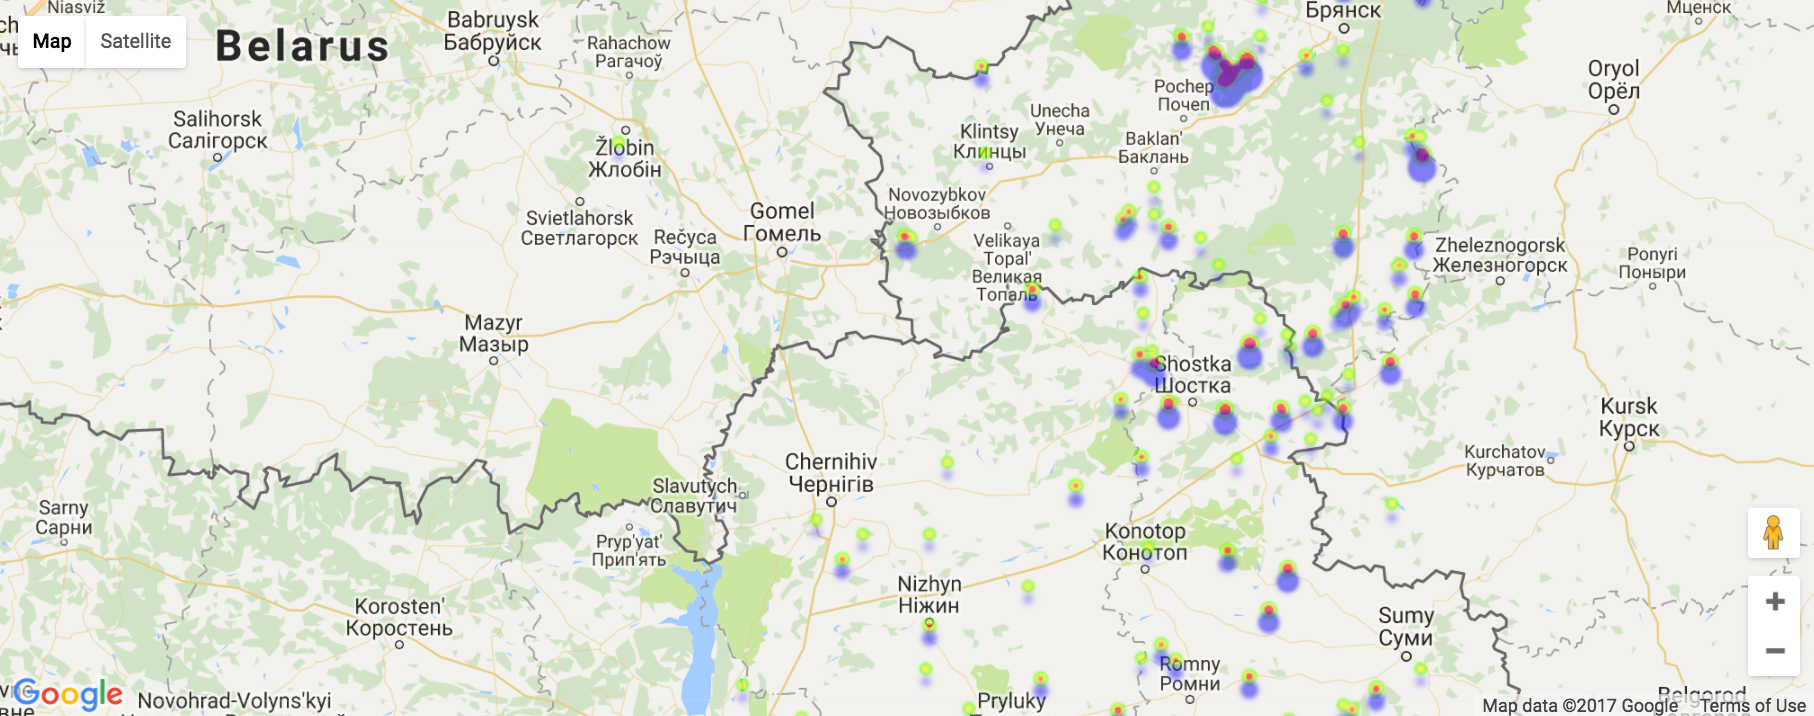 Niasviž
Map
Satellite
Belarus
Babruysk
Бабруйск
Rahachow
Рагачоў
Брянск
Мценск
Oryol
Орёл
Pochep
Почеп
Unecha
Унеча
Klintsy
Клинцы
Baklan'
Баклань
Salihorsk
Салігорск
Žlobin
Жлобін
Novozybkov
Новозыбков
Svietlahorsk
Светлагорск
Gomel
Гомель
Rečyca
Рэчыца
Velikaya
Topal'
Великая
Топаль
Zheleznogorsk
Железногорск
Ponyri
Поныри
Mazyr
Мазыр
Shostka
Шостка
Kursk
Курск
Kurchatov
Курчатов
Chernihiv
Чернігів
Slavutych
Славутич
Sarny
Сарни
Pryp'yat'
Прип'ять
Konotop
Конотоп
Nizhyn
Ніжин
Korosten'
Коростень
Sumy
Суми
Romny
Ромни
Google
Novohrad-Volyns'kyi
Pryluky
Belgorod
Map data ©2017 Google
Terms of Use